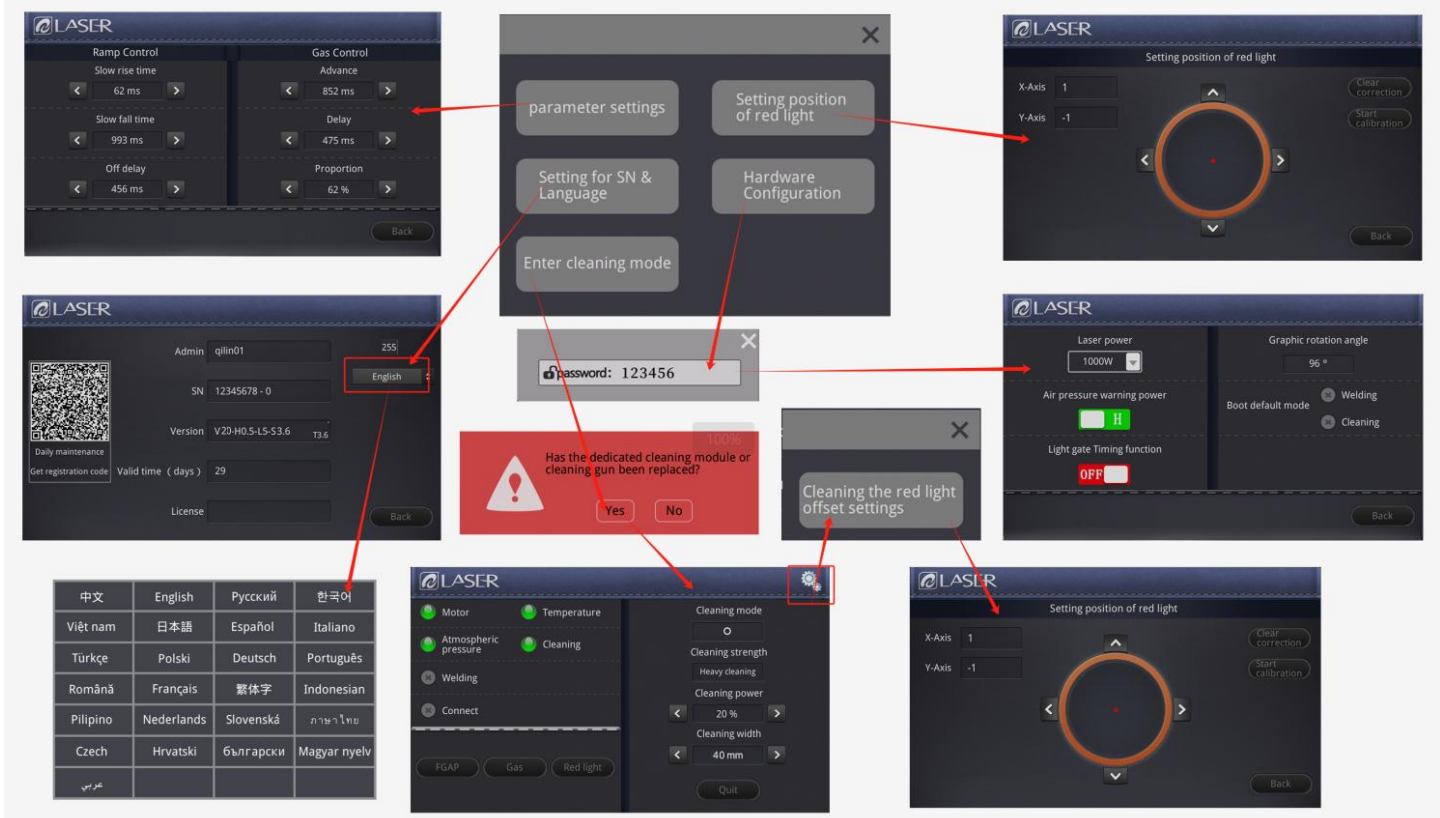 LASER
Ramp Control
Gas Control
Slow rise time
Advance
< 62 ms >
< 852 ms >
Slow fall time
Delay
< 993 ms >
< 475 ms >
Off delay
Proportion
< 456 ms >
< 62 % >
Back
parameter settings
Setting position
of red light
Setting for SN &
Language
Hardware
Configuration
Enter cleaning mode
LASER
Setting position of red light
X-Axis 1
Clear
correction
Y-Axis -1
Start
calibration
Back
LASER
Admin qilin01
255
English
SN 12345678 - 0
Version V20-H0.5-L5-S3.6 T3.6
Daily maintenance
Get registration code
Valid time ( days ) 29
License
Back
password: 123456
100%
Has the dedicated cleaning module or
cleaning gun been replaced?
Yes No
Cleaning the red light
offset settings
LASER
Laser power
Graphic rotation angle
1000W
96 °
Air pressure warning power
Boot default mode
Welding
H
Cleaning
Light gate Timing function
OFF
Back
中文 English Русский 한국어
Việt nam 日本語 Español Italiano
Türkçe Polski Deutsch Português
Română Français 繁体字 Indonesian
Pilipino Nederlands Slovenská ภาษาไทย
Czech Hrvatski български Magyar nyelv
عربي
LASER
Motor Temperature
Cleaning mode
Atmospheric
pressure
Cleaning
Cleaning strength
Heavy cleaning
Welding
Cleaning power
Connect
< 20 % >
Cleaning width
< 40 mm >
FGAP Gas Red light
Quit
LASER
Setting position of red light
X-Axis 1
Clear
correction
Y-Axis -1
Start
calibration
Back